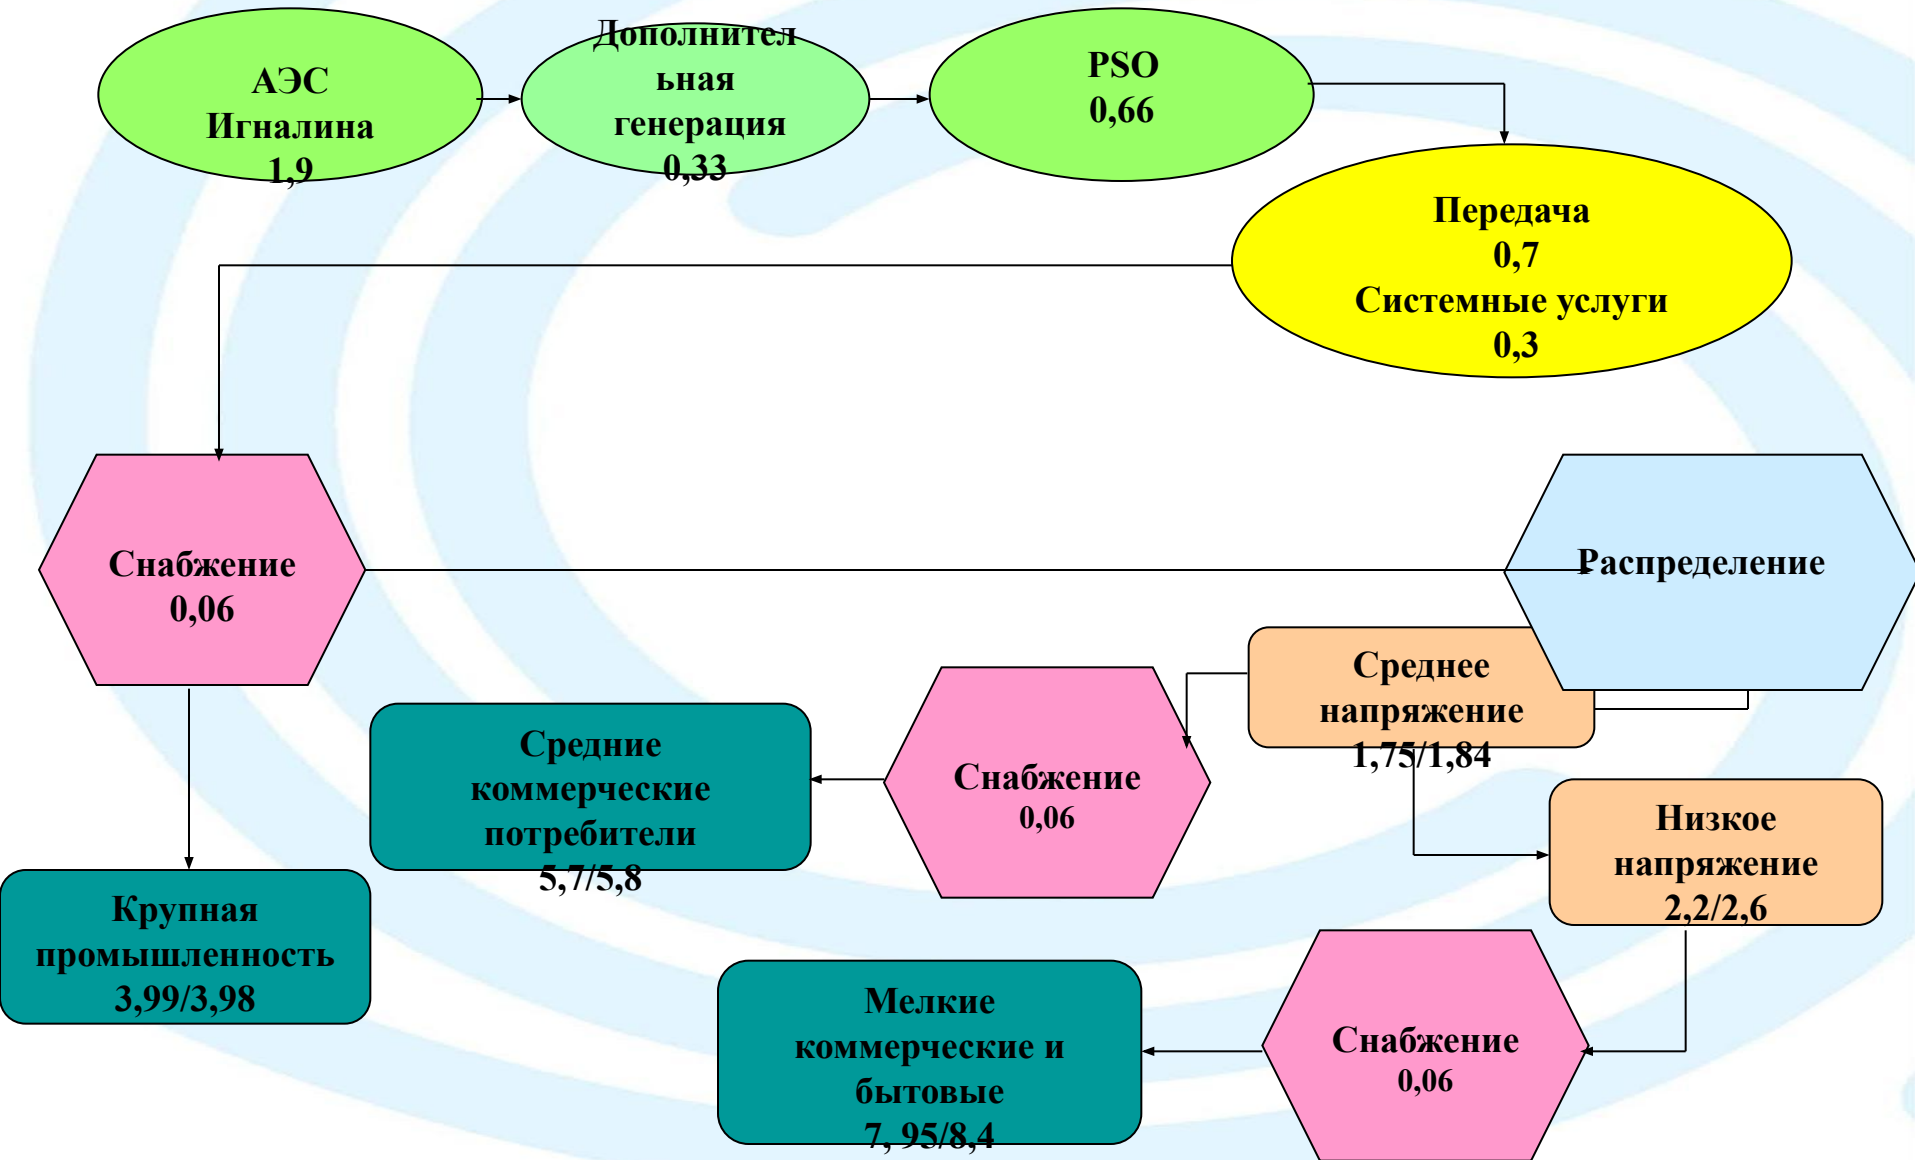 АЭС
Игналина
1,9
Дополнител
ьная
генерация
0,33
PSO
0,66
Передача
0,7
Системные услуги
0,3
Снабжение
0,06
Распределение
Среднее
напряжение
1,75/1,84
Средние
коммерческие
потребители
5,7/5,8
Снабжение
0,06
Низкое
напряжение
2,2/2,6
Крупная
промышленность
3,99/3,98
Мелкие
коммерческие и
бытовые
7, 95/8,4
Снабжение
0,06